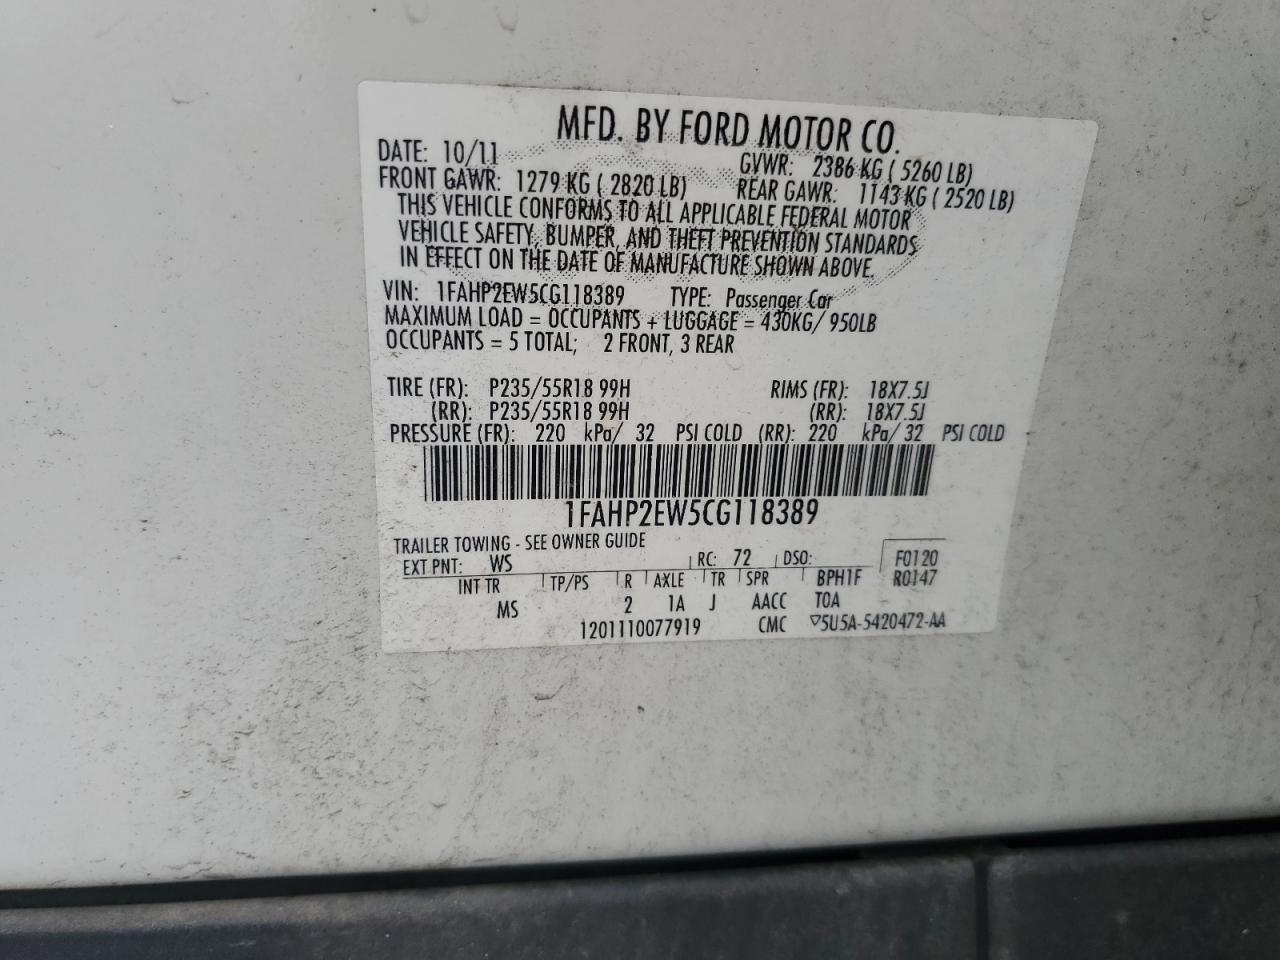 MFD. BY FORD MOTOR CO.
DATE: 10/11 GVWR: 2386 KG ( 5260 LB)
FRONT GAWR: 1279 KG ( 2820 LB) REAR GAWR: 1143 KG ( 2520 LB)
THIS VEHICLE CONFORMS TO ALL APPLICABLE FEDERAL MOTOR
VEHICLE SAFETY, BUMPER, AND THEFT PREVENTION STANDARDS
IN EFFECT ON THE DATE OF MANUFACTURE SHOWN ABOVE.
VIN: 1FAHP2EW5CG118389 TYPE: Passenger Car
MAXIMUM LOAD = OCCUPANTS + LUGGAGE = 430KG/ 950LB
OCCUPANTS = 5 TOTAL; 2 FRONT, 3 REAR
TIRE (FR): P235/55R18 99H RIMS (FR): 18X7.5J
(RR): P235/55R18 99H (RR): 18X7.5J
PRESSURE (FR): 220 kPa/ 32 PSI COLD (RR): 220 kPa/ 32 PSI COLD
1FAHP2EW5CG118389
TRAILER TOWING - SEE OWNER GUIDE
EXT PNT: WS RC: 72 DSO: F0120
INT TR TP/PS R AXLE TR SPR BPH1F R0147
MS 2 1A J AACC TOA
1201110077919 CMC ▽5U5A-5420472-AA